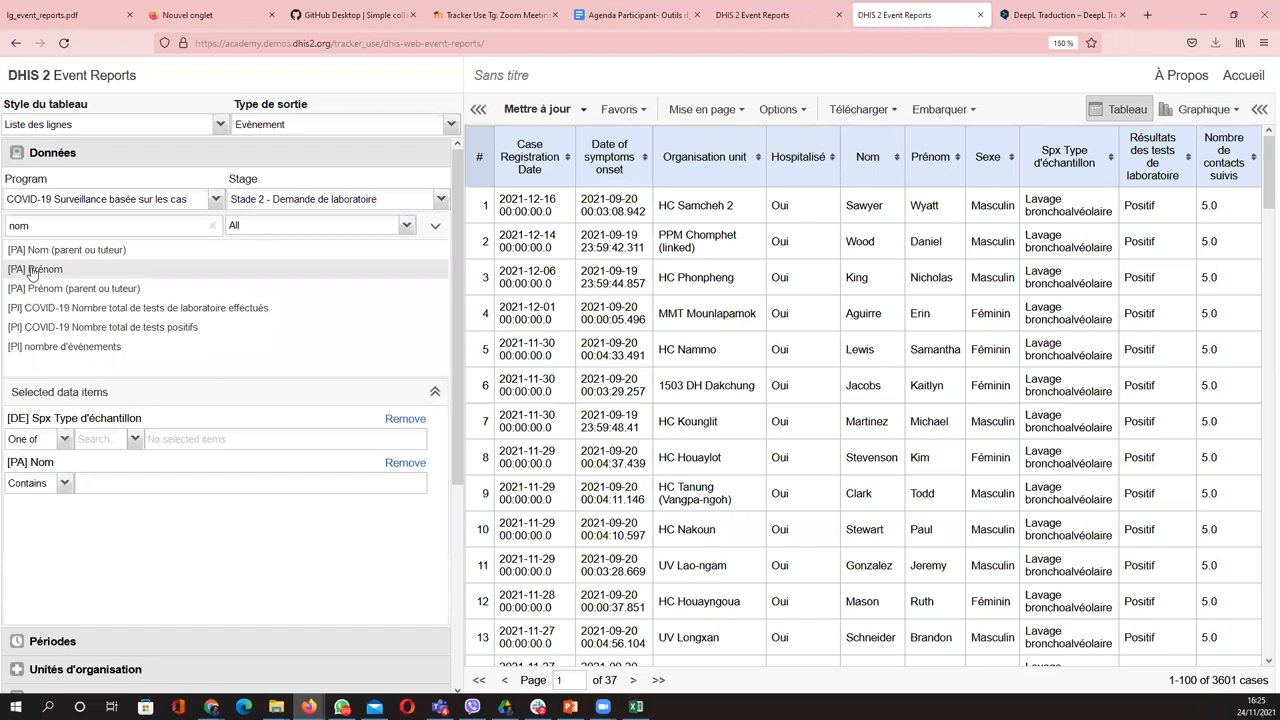 lg_event_reports.pdf
Nouvel onglet
GitHub Desktop | Simple collab
Tracker Use Tg: Zoom Meeting
Agenda Participant- Outils d
DHIS 2 Event Reports
DHIS 2 Event Reports
DeepL Traduction – DeepL Tra
https://academy.demos.dhis2.org/tracker_use/dhis-web-event-reports/
150 %
DHIS 2 Event Reports
Sans titre
À Propos
Accueil
Style du tableau
Type de sortie
Liste des lignes
Evènement
Mettre à jour
Favoris
Mise en page
Options
Télécharger
Embarquer
Tableau
Graphique
Données
Program
Stage
COVID-19 Surveillance basée sur les cas
Stade 2 - Demande de laboratoire
nom
All
[PA] Nom (parent ou tuteur)
[PA] Prénom
[PA] Prénom (parent ou tuteur)
[PI] COVID-19 Nombre total de tests de laboratoire effectués
[PI] COVID-19 Nombre total de tests positifs
[PI] nombre d'événements
Selected data items
[DE] Spx Type d'échantillon
Remove
One of
Search..
No selected items
[PA] Nom
Remove
Contains
Périodes
Unités d'organisation
# Case Registration Date Date of symptoms onset Organisation unit Hospitalisé Nom Prénom Sexe Spx Type d'échantillon Résultats des tests de laboratoire Nombre de contacts suivis
1 2021-12-16 00:00:00.0 2021-09-20 00:03:08.942 HC Samcheh 2 Oui Sawyer Wyatt Masculin Lavage bronchoalvéolaire Positif 5.0
2 2021-12-14 00:00:00.0 2021-09-19 23:59:42.311 PPM Chomphet (linked) Oui Wood Daniel Masculin Lavage bronchoalvéolaire Positif 5.0
3 2021-12-06 00:00:00.0 2021-09-19 23:59:44.857 HC Phonpheng Oui King Nicholas Masculin Lavage bronchoalvéolaire Positif 5.0
4 2021-12-01 00:00:00.0 2021-09-20 00:00:05.496 MMT Mounlapamok Oui Aguirre Erin Féminin Lavage bronchoalvéolaire Positif 5.0
5 2021-11-30 00:00:00.0 2021-09-20 00:04:33.491 HC Nammo Oui Lewis Samantha Féminin Lavage bronchoalvéolaire Positif 5.0
6 2021-11-30 00:00:00.0 2021-09-20 00:03:29.257 1503 DH Dakchung Oui Jacobs Kaitlyn Féminin Lavage bronchoalvéolaire Positif 5.0
7 2021-11-30 00:00:00.0 2021-09-19 23:59:48.41 HC Kounglit Oui Martinez Michael Masculin Lavage bronchoalvéolaire Positif 5.0
8 2021-11-29 00:00:00.0 2021-09-20 00:04:37.439 HC Houaylot Oui Stevenson Kim Féminin Lavage bronchoalvéolaire Positif 5.0
9 2021-11-29 00:00:00.0 2021-09-20 00:04:11.146 HC Tanung (Vangpa-ngoh) Oui Clark Todd Masculin Lavage bronchoalvéolaire Positif 5.0
10 2021-11-29 00:00:00.0 2021-09-20 00:04:10.597 HC Nakoun Oui Stewart Paul Masculin Lavage bronchoalvéolaire Positif 5.0
11 2021-11-29 00:00:00.0 2021-09-20 00:03:28.669 UV Lao-ngam Oui Gonzalez Jeremy Masculin Lavage bronchoalvéolaire Positif 5.0
12 2021-11-28 00:00:00.0 2021-09-20 00:00:37.851 HC Houayngoua Oui Mason Ruth Féminin Lavage bronchoalvéolaire Positif 5.0
13 2021-11-27 00:00:00.0 2021-09-20 00:04:56.104 UV Longxan Oui Schneider Brandon Masculin Lavage bronchoalvéolaire Positif 5.0
<< < Page 1 of 37 > >>
1-100 of 3601 cases
16:25
24/11/2021